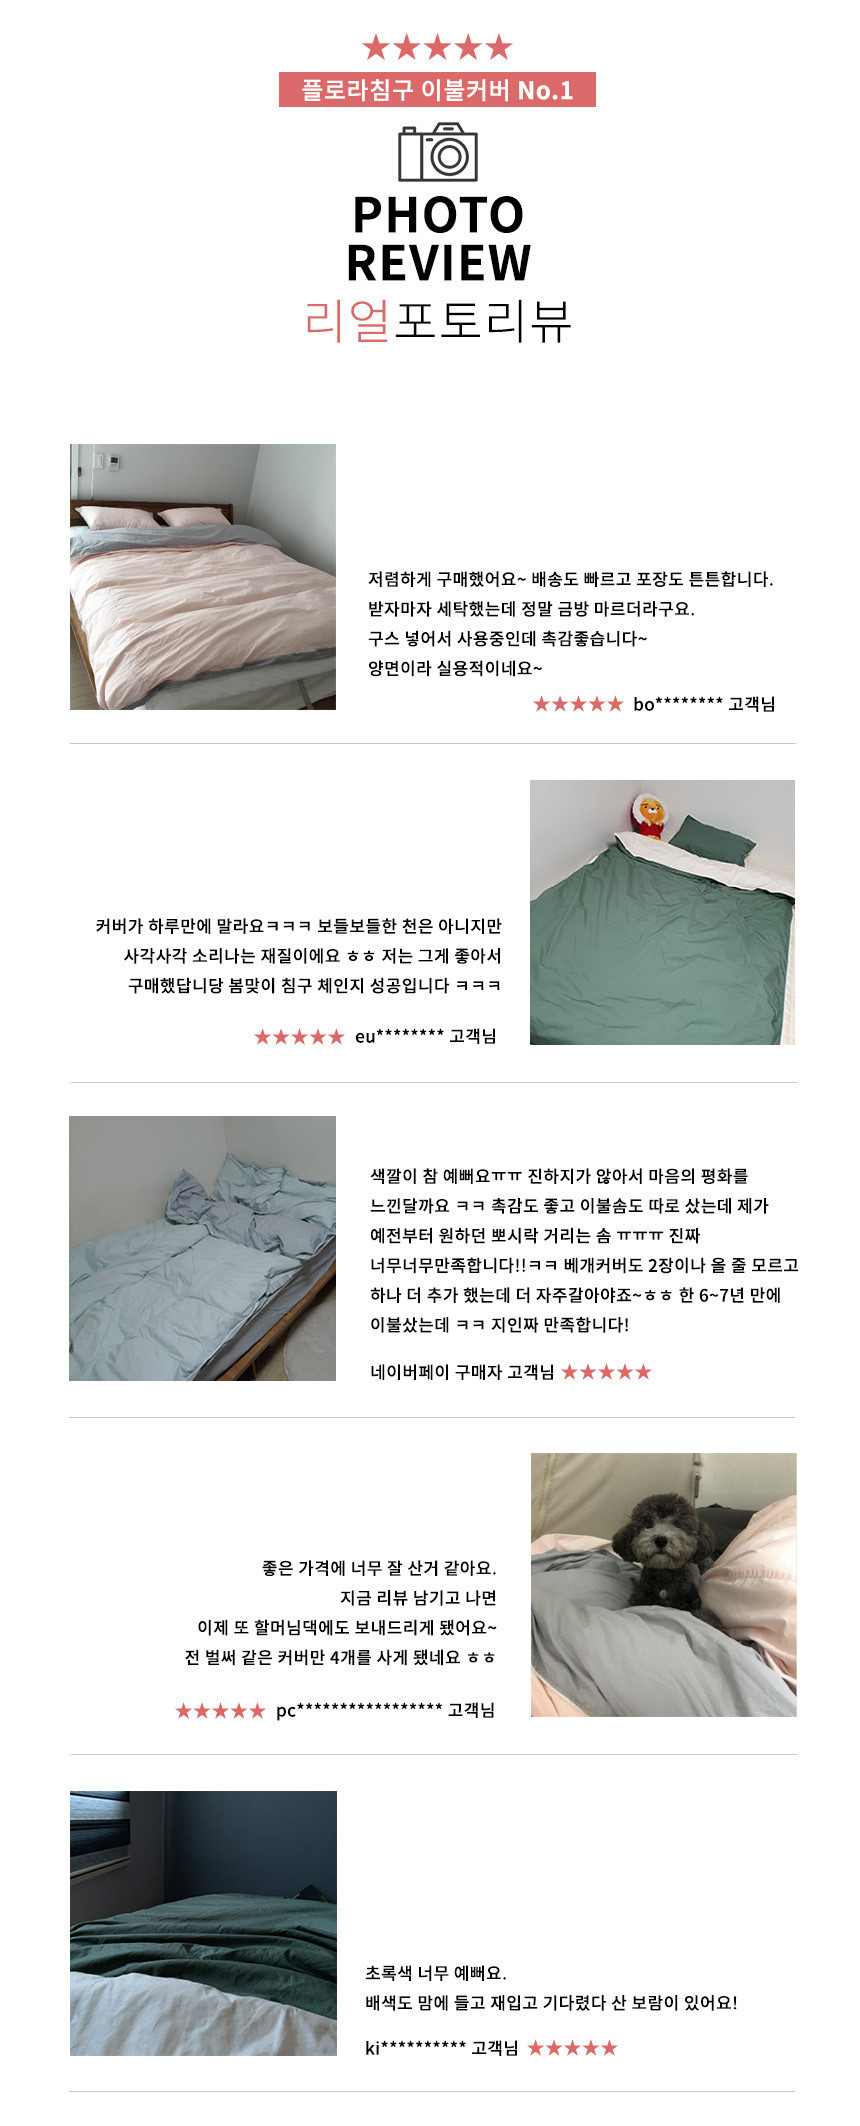 ★★★★★
플로라침구 이불커버 No.1
PHOTO
REVIEW
리얼포토리뷰
저렴하게 구매했어요~ 배송도 빠르고 포장도 튼튼합니다.
받자마자 세탁했는데 정말 금방 마르더라구요.
구스 넣어서 사용중인데 촉감좋습니다~
양면이라 실용적이네요~
★★★★★ bo******** 고객님
커버가 하루만에 말라요ㅋㅋㅋ 보들보들한 천은 아니지만
사각사각 소리나는 재질이에요 ㅎㅎ 저는 그게 좋아서
구매했답니당 봄맞이 침구 체인지 성공입니다 ㅋㅋㅋ
★★★★★ eu******** 고객님
색깔이 참 예뻐요ㅠㅠ 진하지가 않아서 마음의 평화를
느낀달까요 ㅋㅋ 촉감도 좋고 이불솜도 따로 샀는데 제가
예전부터 원하던 뽀시락 거리는 솜 ㅠㅠㅠ 진짜
너무너무만족합니다!!ㅋㅋ 베개커버도 2장이나 올 줄 모르고
하나 더 추가 했는데 더 자주갈아야죠~ㅎㅎ 한 6~7년 만에
이불샀는데 ㅋㅋ 지인짜 만족합니다!
네이버페이 구매자 고객님 ★★★★★
좋은 가격에 너무 잘 산거 같아요.
지금 리뷰 남기고 나면
이제 또 할머님댁에도 보내드리게 됐어요~
전 벌써 같은 커버만 4개를 사게 됐네요 ㅎㅎ
★★★★★ pc***************** 고객님
초록색 너무 예뻐요.
배색도 맘에 들고 재입고 기다렸다 산 보람이 있어요!
ki********** 고객님 ★★★★★